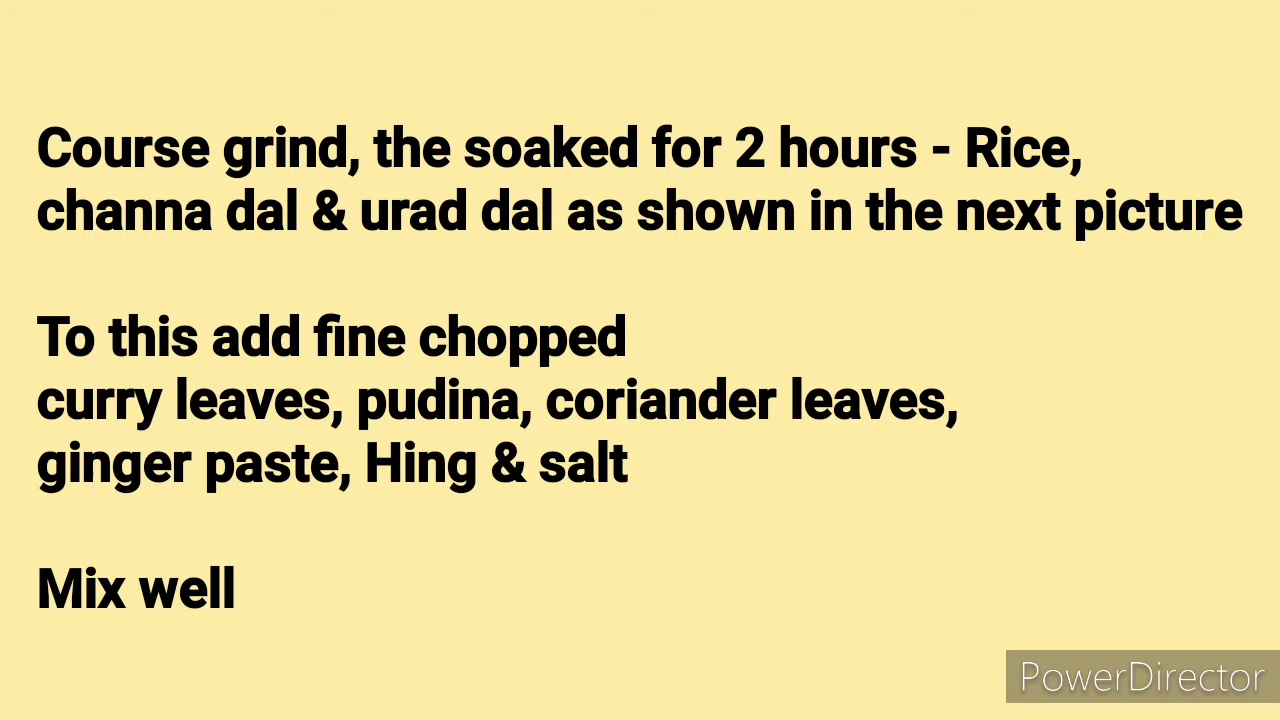 Course grind, the soaked for 2 hours - Rice,
channa dal & urad dal as shown in the next picture
To this add fine chopped
curry leaves, pudina, coriander leaves,
ginger paste, Hing & salt
Mix well
PowerDirector